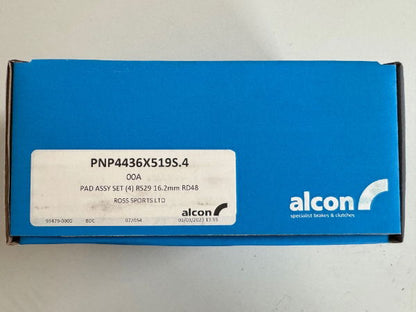 PNP4436X519S.4
00A
PAD ASSY SET (4) RS29 16.2mm RD48
ROSS SPORTS LTD
alcon
BDC
alcon
specialist brakes & clutches